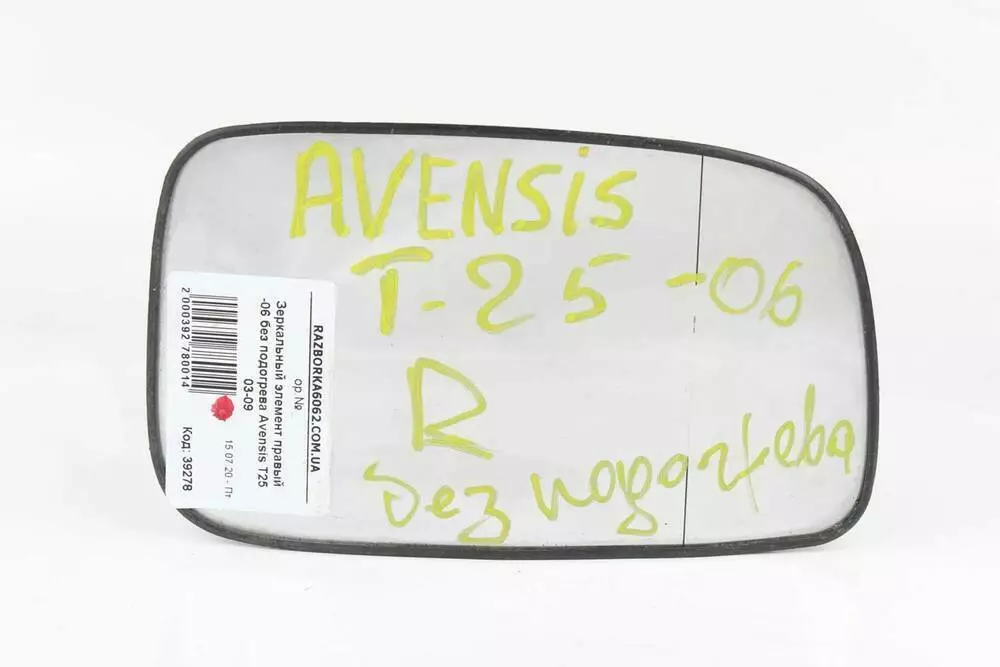 AVENSIS
T-25 -06
R
без подогрева
RAZBORKA6062.COM.UA
ор №
Зеркальный элемент правый
-06 без подогрева Avensis T25
03-09
15 07 20 - Пт
2 000392 780014
Код: 39278